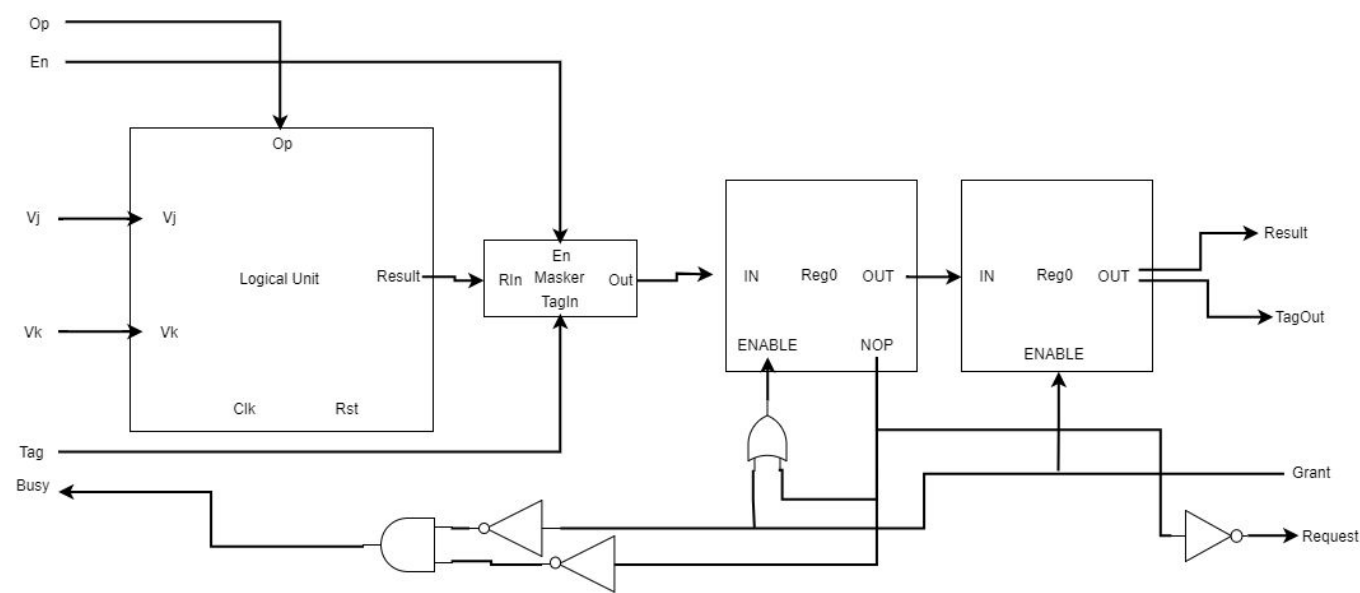 Op
En
Op
Vj
Vj
Logical Unit
Result
Vk
Vk
Clk
Rst
Tag
Busy
En
RIn
Masker
Out
TagIn
IN
Reg0
OUT
ENABLE
NOP
IN
Reg0
OUT
ENABLE
Result
TagOut
Grant
Request